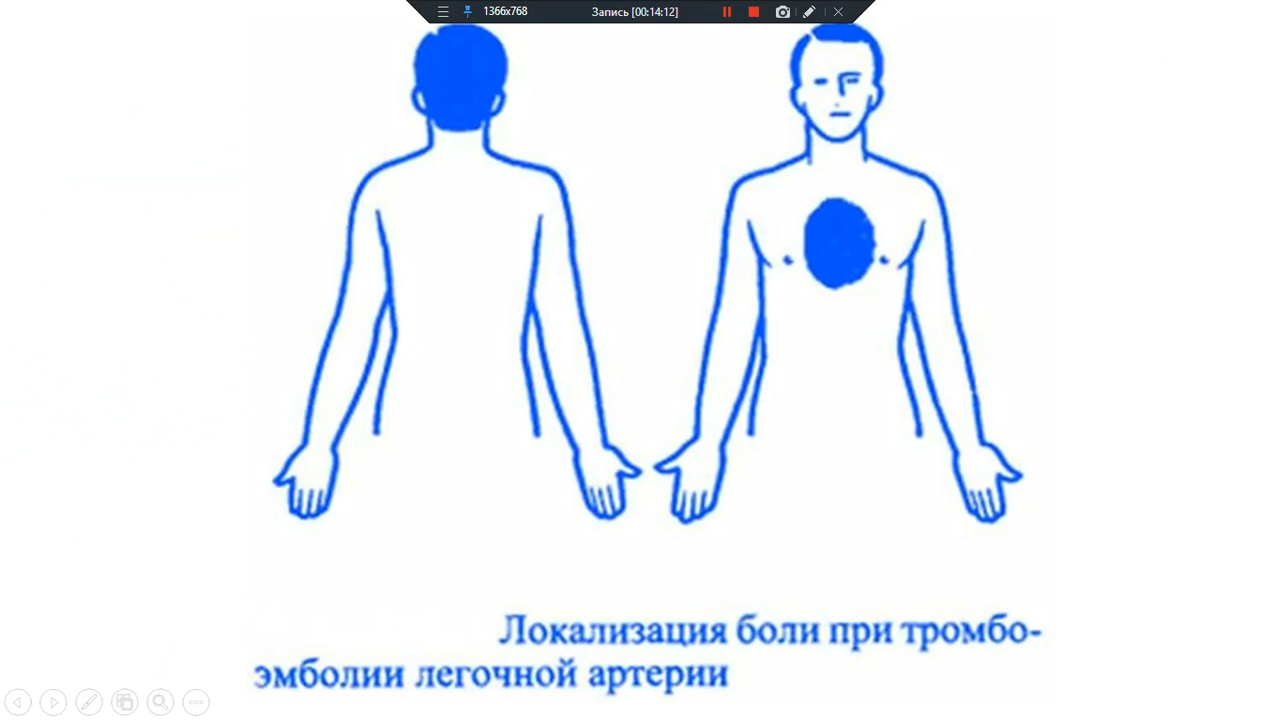 1366x768 Запись [00:14:12]
Локализация боли при тромбо-
эмболии легочной артерии